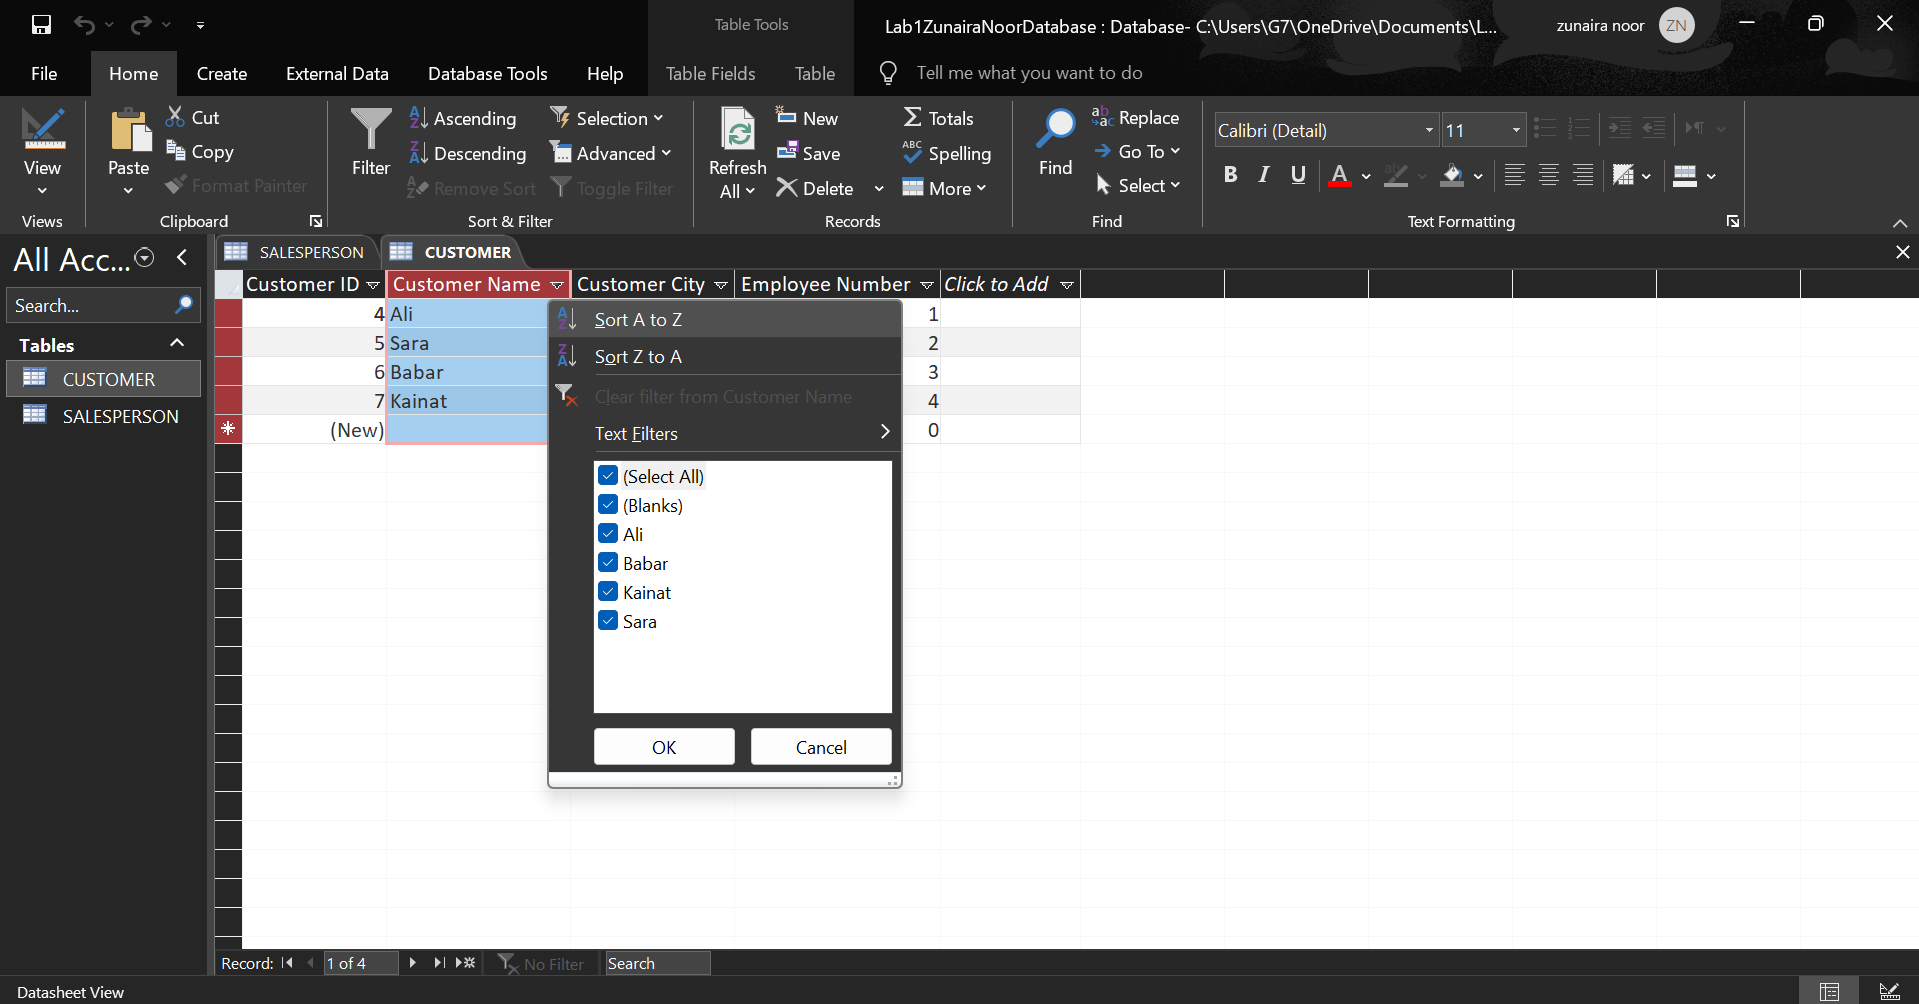 Table Tools
Lab1ZunairaNoorDatabase : Database- C:\Users\G7\OneDrive\Documents\L...
zunaira noor ZN
File Home Create External Data Database Tools Help Table Fields Table Tell me what you want to do
View
Views
Paste
Cut
Copy
Format Painter
Clipboard
Filter
Ascending
Descending
Remove Sort
Selection
Advanced
Toggle Filter
Sort & Filter
Refresh
All
New
Save
Delete
Totals
Spelling
More
Records
Find
Replace
Go To
Select
Find
Calibri (Detail) 11
B I U A
Text Formatting
All Acc...
Search...
Tables
CUSTOMER
SALESPERSON
SALESPERSON CUSTOMER
Customer ID Customer Name Customer City Employee Number Click to Add
4 Ali 1
5 Sara 2
6 Babar 3
7 Kainat 4
(New) 0
Sort A to Z
Sort Z to A
Clear filter from Customer Name
Text Filters
(Select All)
(Blanks)
Ali
Babar
Kainat
Sara
OK Cancel
Record: 1 of 4 No Filter Search
Datasheet View